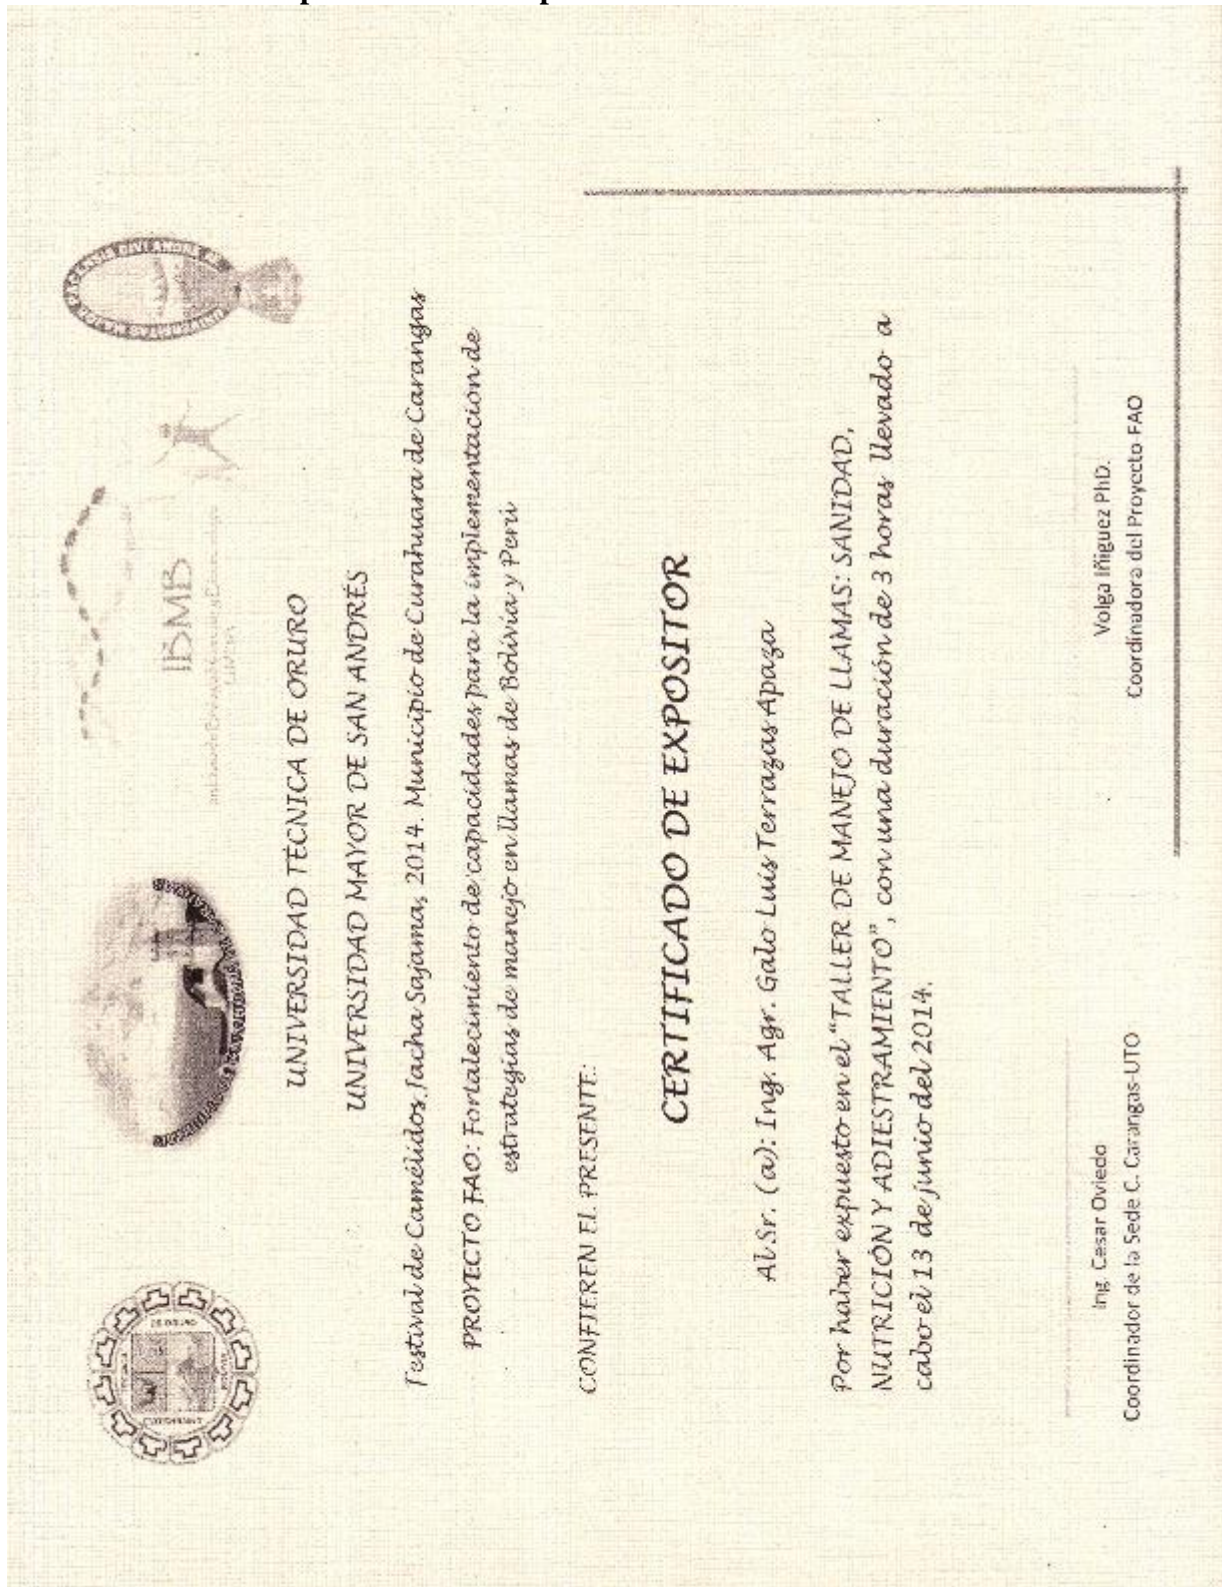 IBMB
UNIVERSIDAD TÉCNICA DE ORURO
UNIVERSIDAD MAYOR DE SAN ANDRÉS
Festival de Camélidos Jacha Sajama, 2014. Municipio de Curahuara de Carangas
PROYECTO FAO: Fortalecimiento de capacidades para la implementación de
estrategias de manejo en llamas de Bolivia y Perú
CONFIEREN EL PRESENTE:
CERTIFICADO DE EXPOSITOR
Al Sr. (a): Ing. Agr. Galo Luis Terrazas Apaza
Por haber expuesto en el "TALLER DE MANEJO DE LLAMAS: SANIDAD,
NUTRICIÓN Y ADIESTRAMIENTO", con una duración de 3 horas llevado a
cabo el 13 de junio del 2014.
Ing. Cesar Oviedo
Coordinador de la Sede C. Carangas-UTO
Volga Iñiguez PhD.
Coordinadora del Proyecto FAO